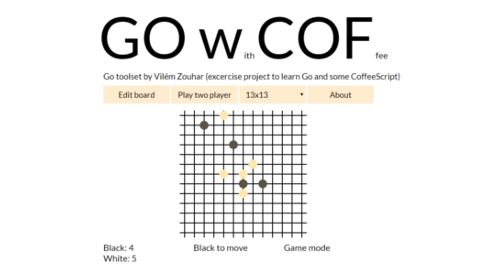 GO with COFfee
Go toolset by Vilém Zouhar (excercise project to learn Go and some CoffeeScript)
Edit board Play two player 13x13 About
Black: 4 Black to move Game mode
White: 5